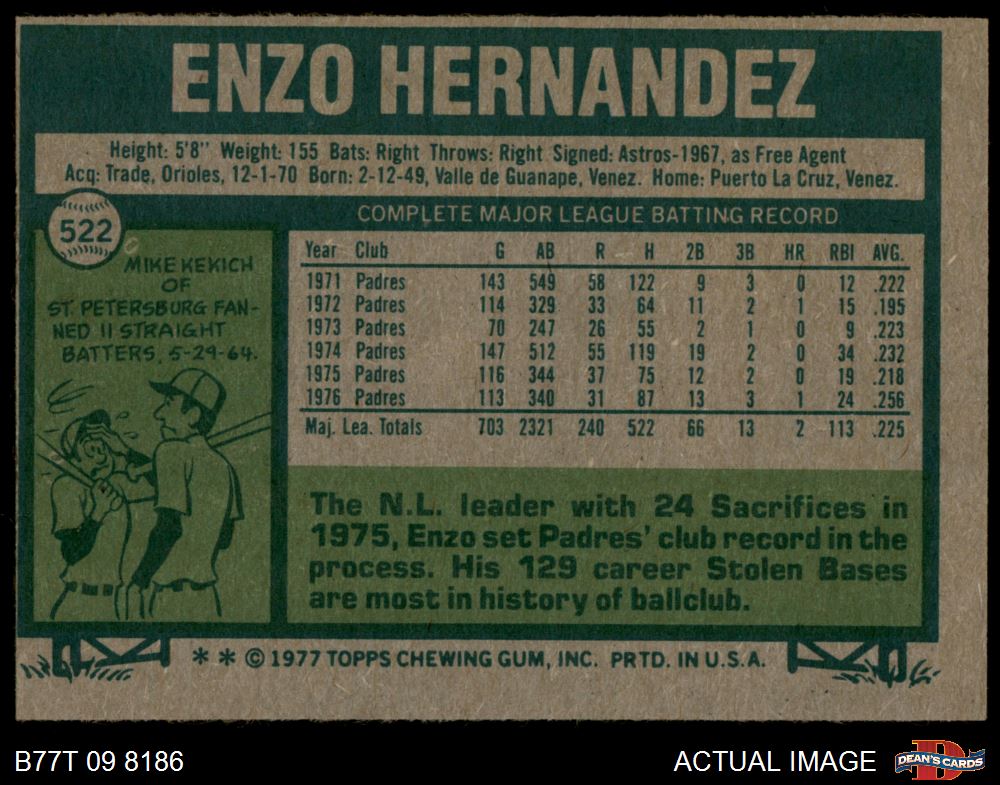 ENZO HERNANDEZ
Height: 5'8" Weight: 155 Bats: Right Throws: Right Signed: Astros-1967, as Free Agent
Acq: Trade, Orioles, 12-1-70 Born: 2-12-49, Valle de Guanape, Venez. Home: Puerto La Cruz, Venez.
522
MIKE KEKICH
OF
ST. PETERSBURG FAN-
NED 11 STRAIGHT
BATTERS, 5-29-64.
COMPLETE MAJOR LEAGUE BATTING RECORD
Year Club G AB R H 2B 3B HR RBI AVG.
1971 Padres 143 549 58 122 9 3 0 12 .222
1972 Padres 114 329 33 64 11 2 1 15 .195
1973 Padres 70 247 26 55 2 1 0 9 .223
1974 Padres 147 512 55 119 19 2 0 34 .232
1975 Padres 116 344 37 75 12 2 0 19 .218
1976 Padres 113 340 31 87 13 3 1 24 .256
Maj. Lea. Totals 703 2321 240 522 66 13 2 113 .225
The N.L. leader with 24 Sacrifices in
1975, Enzo set Padres' club record in the
process. His 129 career Stolen Bases
are most in history of ballclub.
* * © 1977 TOPPS CHEWING GUM, INC. PRTD. IN U.S.A.
B77T 09 8186
ACTUAL IMAGE
D
DEAN'S CARDS